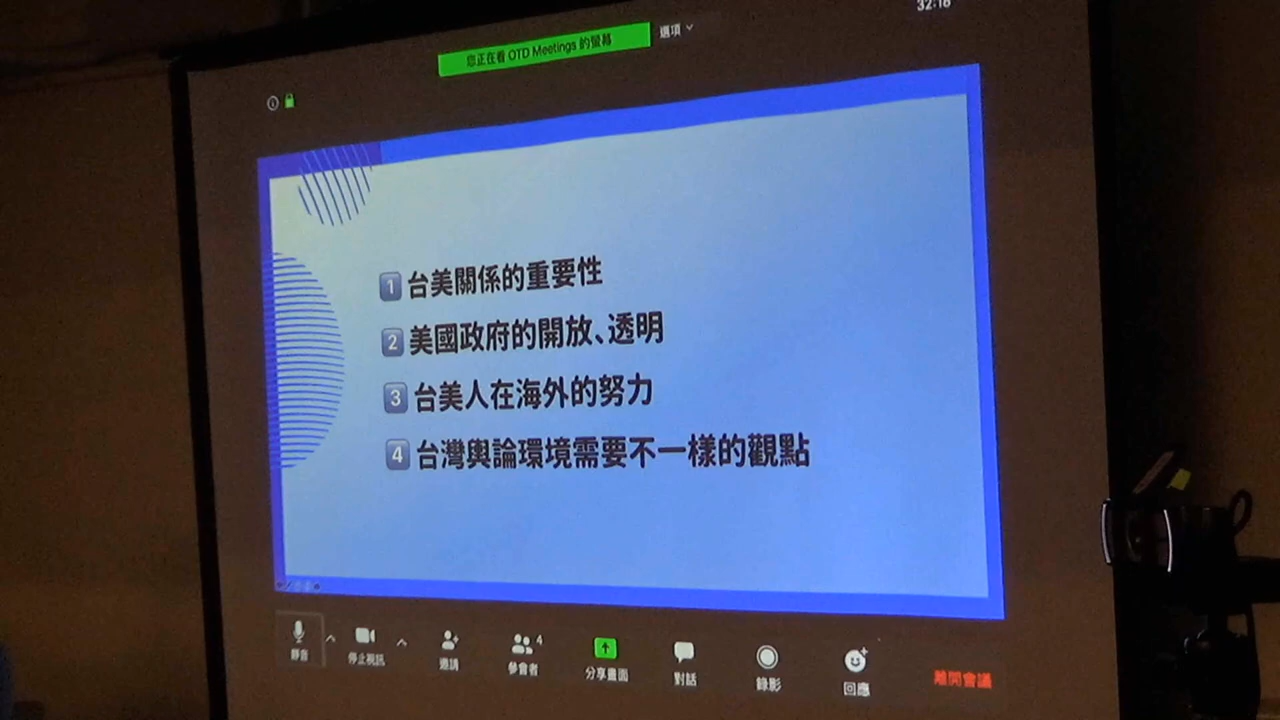 32:18
您正在看 OTD Meetings 的螢幕 選項
1 台美關係的重要性
2 美國政府的開放、透明
3 台美人在海外的努力
4 台灣輿論環境需要不一樣的觀點
靜音 停止視訊 邀請 參會者 4 分享畫面 對話 錄影 回應 離開會議